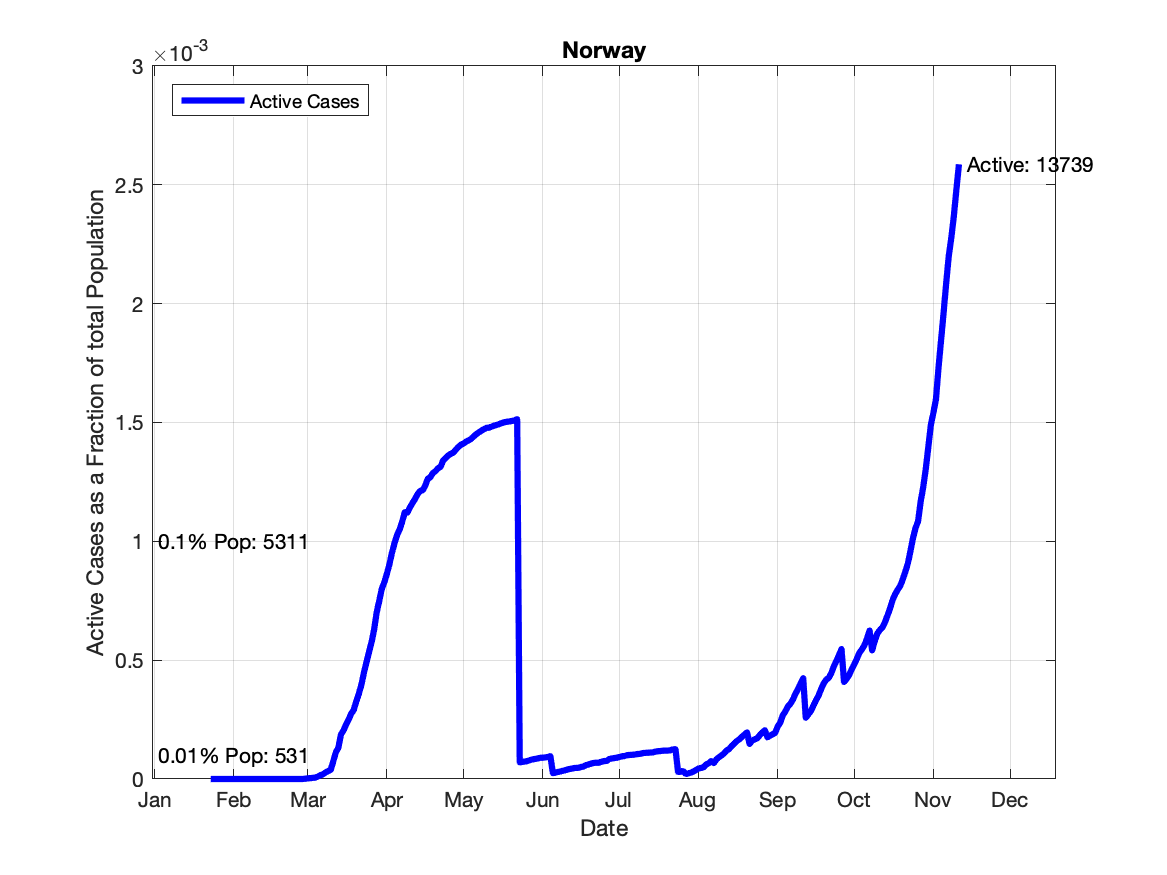 Norway
×10-3
3
2.5
2
1.5
1
0.5
0
Active Cases
Active: 13739
0.1% Pop: 5311
0.01% Pop: 531
Active Cases as a Fraction of total Population
Jan Feb Mar Apr May Jun Jul Aug Sep Oct Nov Dec
Date